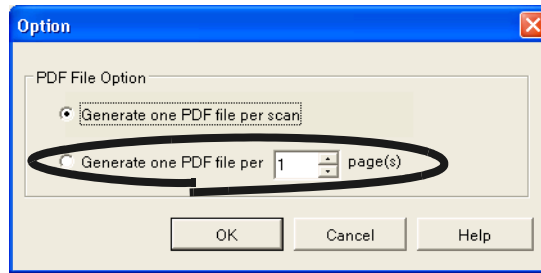 Option
PDF File Option
Generate one PDF file per scan
Generate one PDF file per 1 page(s)
OK Cancel Help